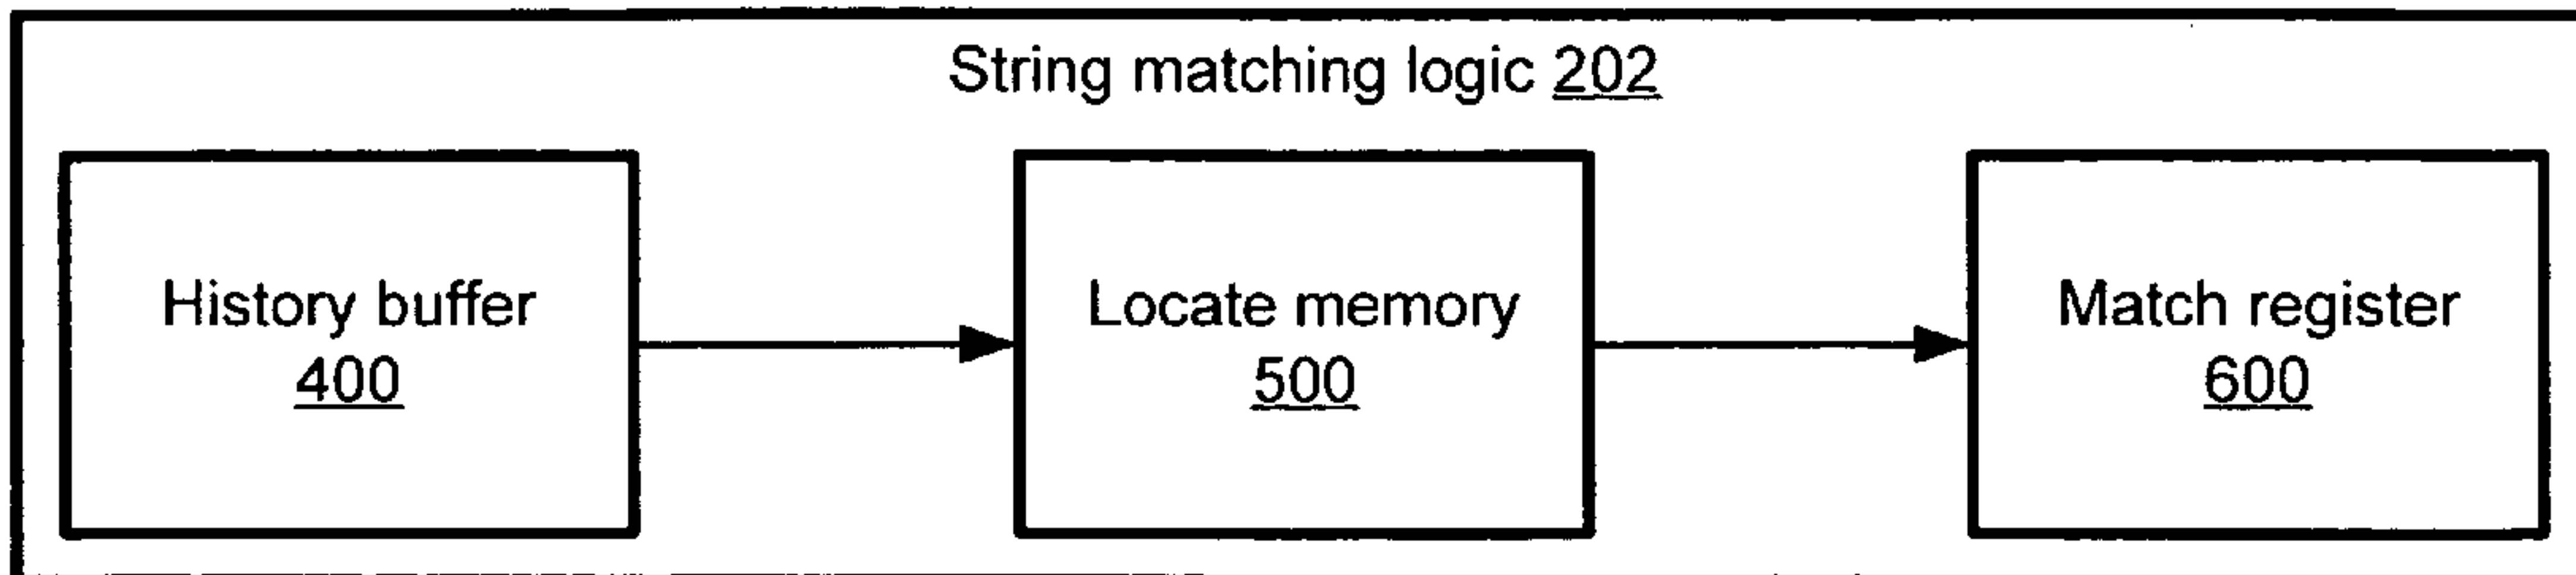 String matching logic 202
History buffer
400
Locate memory
500
Match register
600